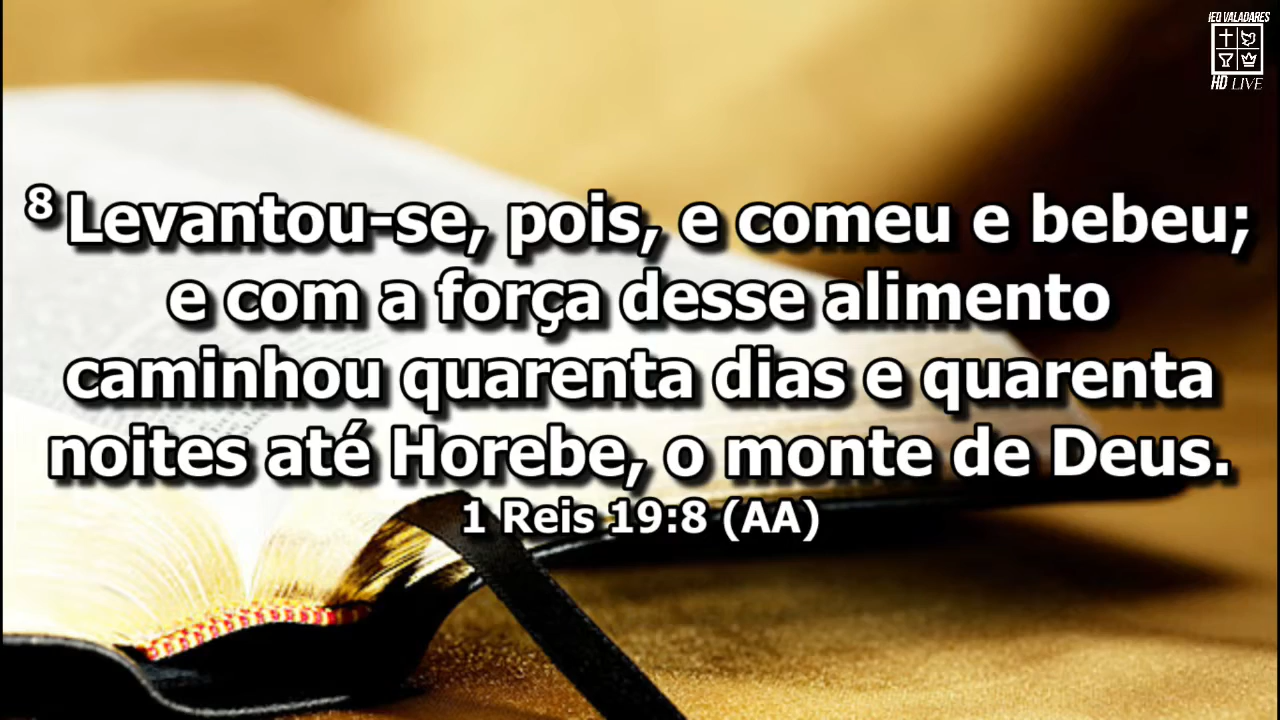 IEQ VALADARES
HD LIVE
8 Levantou-se, pois, e comeu e bebeu;
e com a força desse alimento
caminhou quarenta dias e quarenta
noites até Horebe, o monte de Deus.
1 Reis 19:8 (AA)